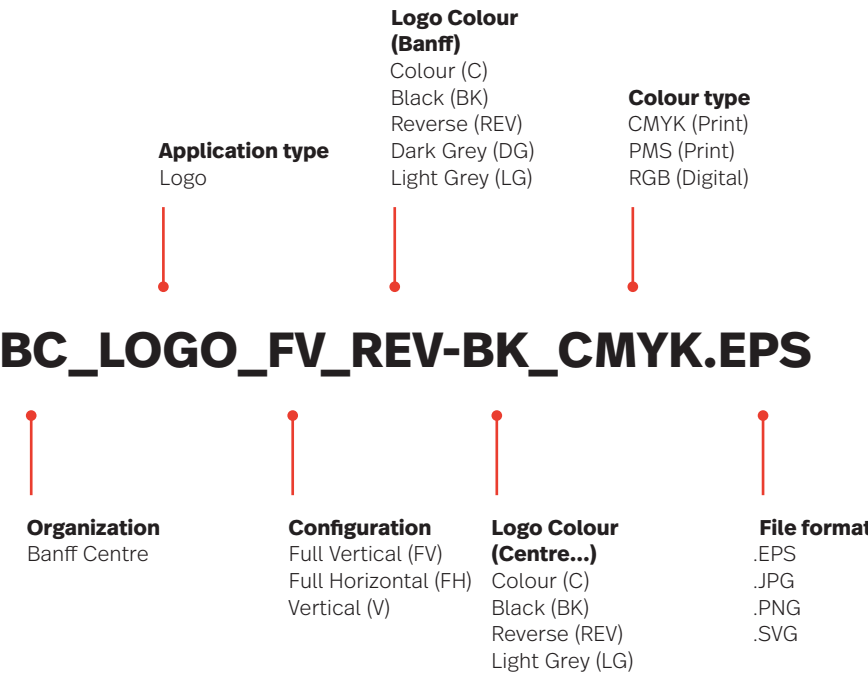 Logo Colour
(Banff)
Colour (C)
Black (BK)
Reverse (REV)
Dark Grey (DG)
Light Grey (LG)
Colour type
CMYK (Print)
PMS (Print)
RGB (Digital)
Application type
Logo
BC_LOGO_FV_REV-BK_CMYK.EPS
Organization
Banff Centre
Configuration
Full Vertical (FV)
Full Horizontal (FH)
Vertical (V)
Logo Colour
(Centre...)
Colour (C)
Black (BK)
Reverse (REV)
Light Grey (LG)
File format
.EPS
.JPG
.PNG
.SVG